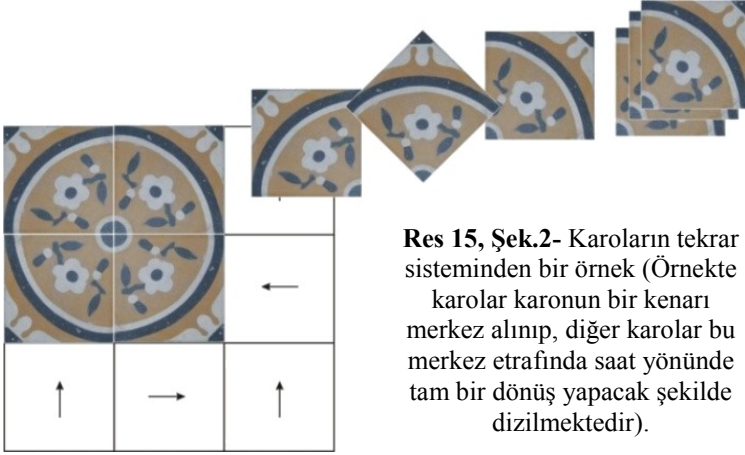 Res 15, Şek.2- Karoların tekrar
sisteminden bir örnek (Örnekte
karolar karonun bir kenarı
merkez alınıp, diğer karolar bu
merkez etrafında saat yönünde
tam bir dönüş yapacak şekilde
dizilmektedir).